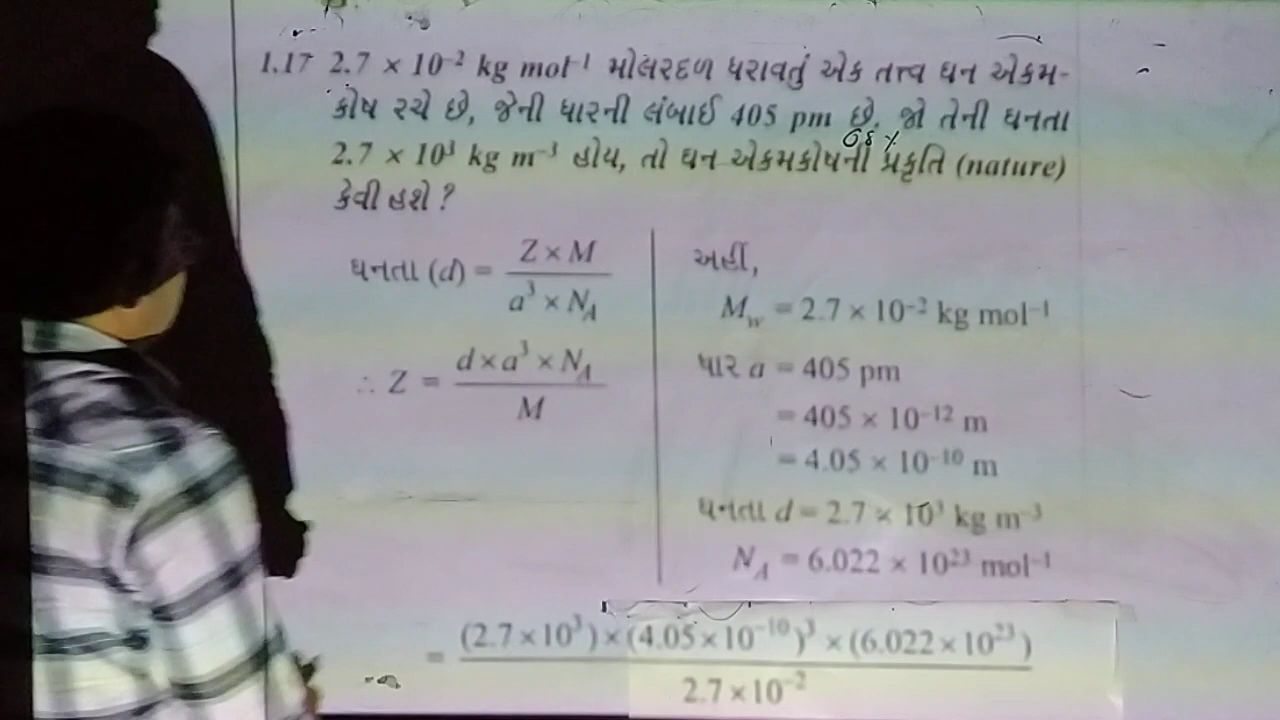 1.17 2.7 × 10⁻² kg mol⁻¹ મોલરદળ ધરાવતું એક તત્ત્વ ઘન એકમ-
કોષ રચે છે, જેની ધારની લંબાઈ 405 pm છે. જો તેની ઘનતા
2.7 × 10³ kg m⁻³ હોય, તો ઘન એકમકોષની પ્રકૃતિ (nature)
કેવી હશે ?
ઘનતા (d) = Z × M / a³ × N_A
∴ Z = d × a³ × N_A / M
અહીં,
M_w = 2.7 × 10⁻² kg mol⁻¹
ધાર a = 405 pm
= 405 × 10⁻¹² m
= 4.05 × 10⁻¹⁰ m
ઘનતા d = 2.7 × 10³ kg m⁻³
N_A = 6.022 × 10²³ mol⁻¹
= (2.7 × 10³) × (4.05 × 10⁻¹⁰)³ × (6.022 × 10²³) / 2.7 × 10⁻²